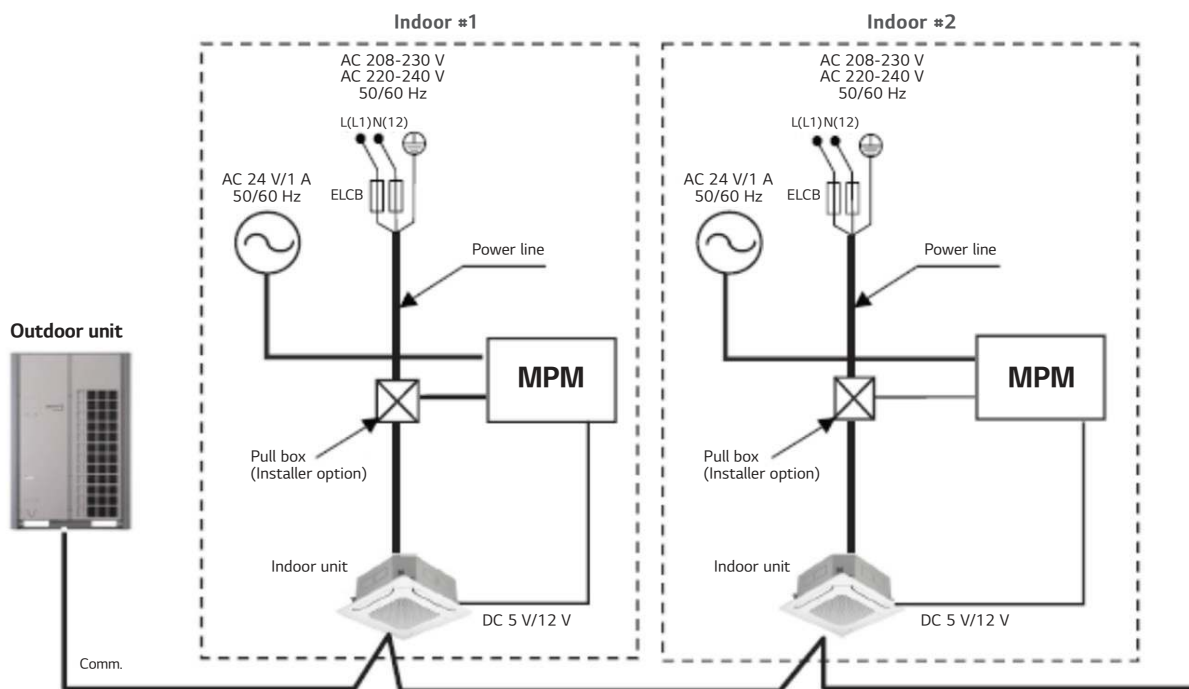 Indoor #1
AC 208-230 V
AC 220-240 V
50/60 Hz
L(L1) N(12)
AC 24 V/1 A
50/60 Hz
ELCB
Power line
MPM
Pull box
(Installer option)
Indoor unit
DC 5 V/12 V
Indoor #2
AC 208-230 V
AC 220-240 V
50/60 Hz
L(L1) N(12)
AC 24 V/1 A
50/60 Hz
ELCB
Power line
MPM
Pull box
(Installer option)
Indoor unit
DC 5 V/12 V
Outdoor unit
Comm.